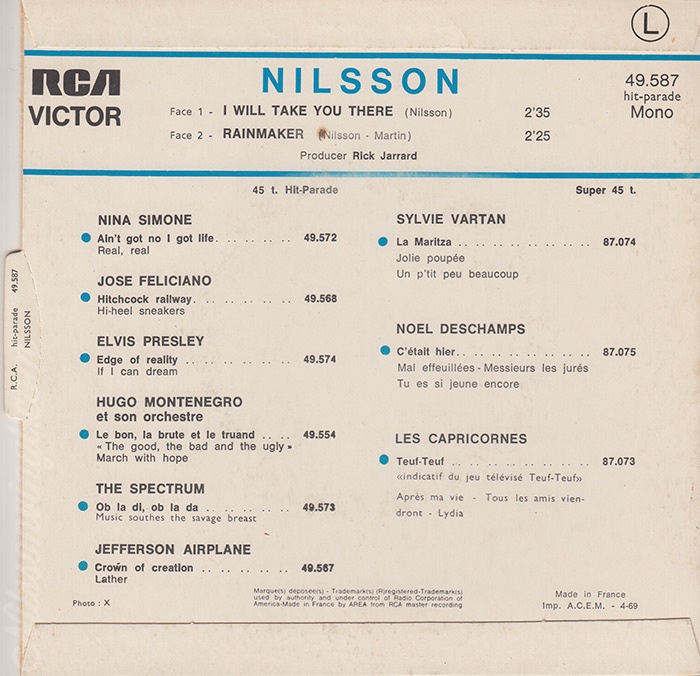 L
RCA
VICTOR
NILSSON
Face 1 - I WILL TAKE YOU THERE (Nilsson) 2'35
Face 2 - RAINMAKER (Nilsson - Martin) 2'25
Producer Rick Jarrard
49.587
hit-parade
Mono
R.C.A. hit-parade 49.587
NILSSON
45 t. Hit-Parade
NINA SIMONE
Ain't got no I got life. . . . . . . . 49.572
Real, real
JOSE FELICIANO
Hitchcock railway. . . . . . . . . . 49.568
Hi-heel sneakers
ELVIS PRESLEY
Edge of reality . . . . . . . . . . 49.574
If I can dream
HUGO MONTENEGRO
et son orchestre
Le bon, la brute et le truand . . . . 49.554
« The good, the bad and the ugly »
March with hope
THE SPECTRUM
Ob la di, ob la da . . . . . . . . 49.573
Music southes the savage breast
JEFFERSON AIRPLANE
Crown of creation . . . . . . . . 49.567
Lather
Super 45 t.
SYLVIE VARTAN
La Maritza . . . . . . . . . . . . 87.074
Jolie poupée
Un p'tit peu beaucoup
NOEL DESCHAMPS
C'était hier. . . . . . . . . . . . 87.075
Mal effeuillées - Messieurs les jurés
Tu es si jeune encore
LES CAPRICORNES
Teuf-Teuf . . . . . . . . . . . . 87.073
«indicatif du jeu télévisé Teuf-Teuf»
Après ma vie - Tous les amis vien-
dront - Lydia
Photo : X
Marque(s) déposée(s) - Trademark(s) (R)registered-Trademark(s)
used by authority and under control of Radio Corporation of
America-Made in France by AREA from RCA master recording
Made in France
Imp. A.C.E.M. - 4-69